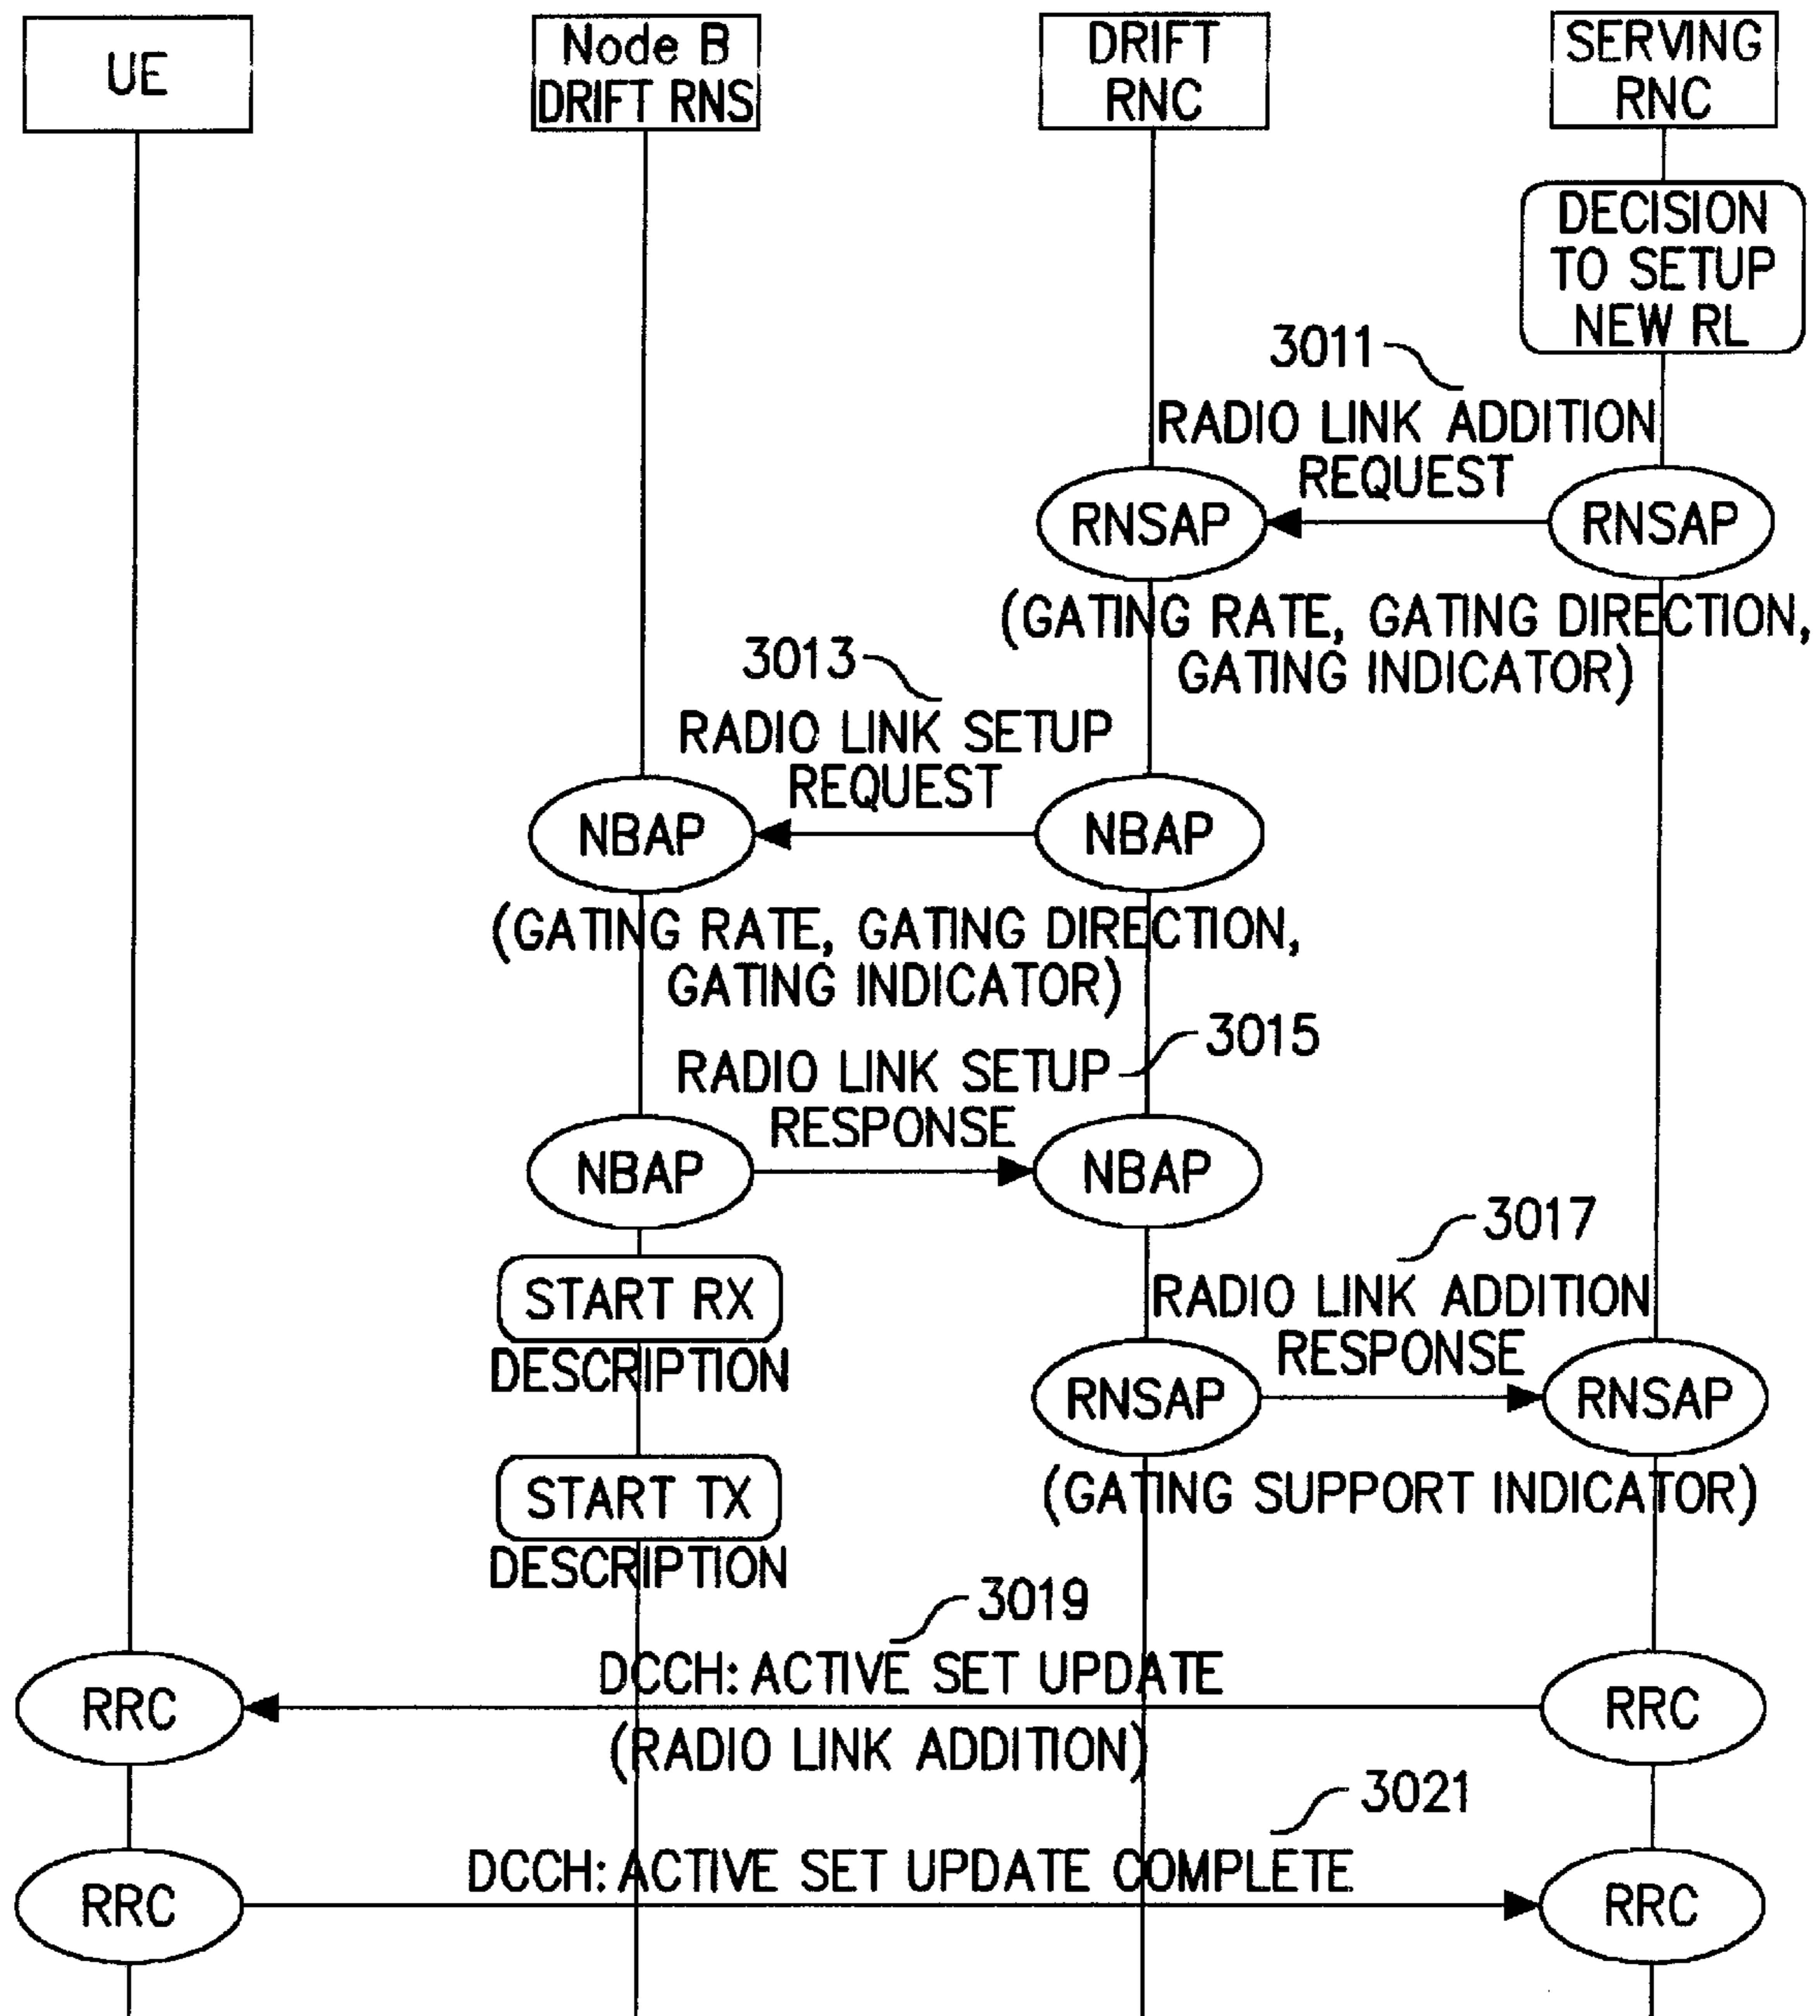 UE
Node B
DRIFT RNS
DRIFT
RNC
SERVING
RNC
DECISION
TO SETUP
NEW RL
3011
RADIO LINK ADDITION
REQUEST
RNSAP
RNSAP
(GATING RATE, GATING DIRECTION,
GATING INDICATOR)
3013
RADIO LINK SETUP
REQUEST
NBAP
NBAP
(GATING RATE, GATING DIRECTION,
GATING INDICATOR)
3015
RADIO LINK SETUP
RESPONSE
NBAP
NBAP
START RX
DESCRIPTION
3017
RADIO LINK ADDITION
RESPONSE
RNSAP
RNSAP
(GATING SUPPORT INDICATOR)
START TX
DESCRIPTION
3019
DCCH: ACTIVE SET UPDATE
RRC
RRC
(RADIO LINK ADDITION)
3021
DCCH: ACTIVE SET UPDATE COMPLETE
RRC
RRC